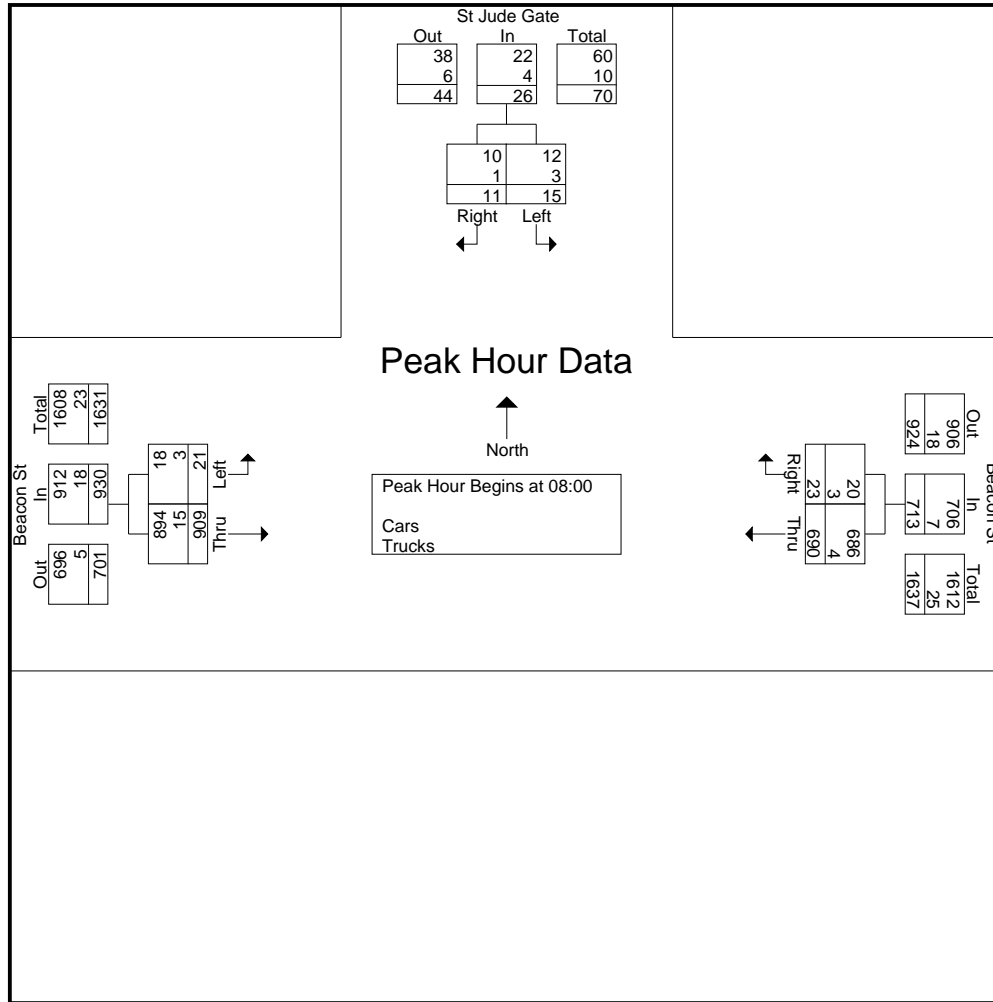 St Jude Gate
Out In Total
38 22 60
6 4 10
44 26 70
10 12
1 3
11 15
Right Left
Peak Hour Data
North
Peak Hour Begins at 08:00
Cars
Trucks
Beacon St
Total In Out
1608 912 696
23 18 5
1631 930 701
18 894
3 15
21 909
Left Thru
Beacon St
Out In Total
906 706 1612
18 7 25
924 713 1637
20 686
3 4
23 690
Right Thru